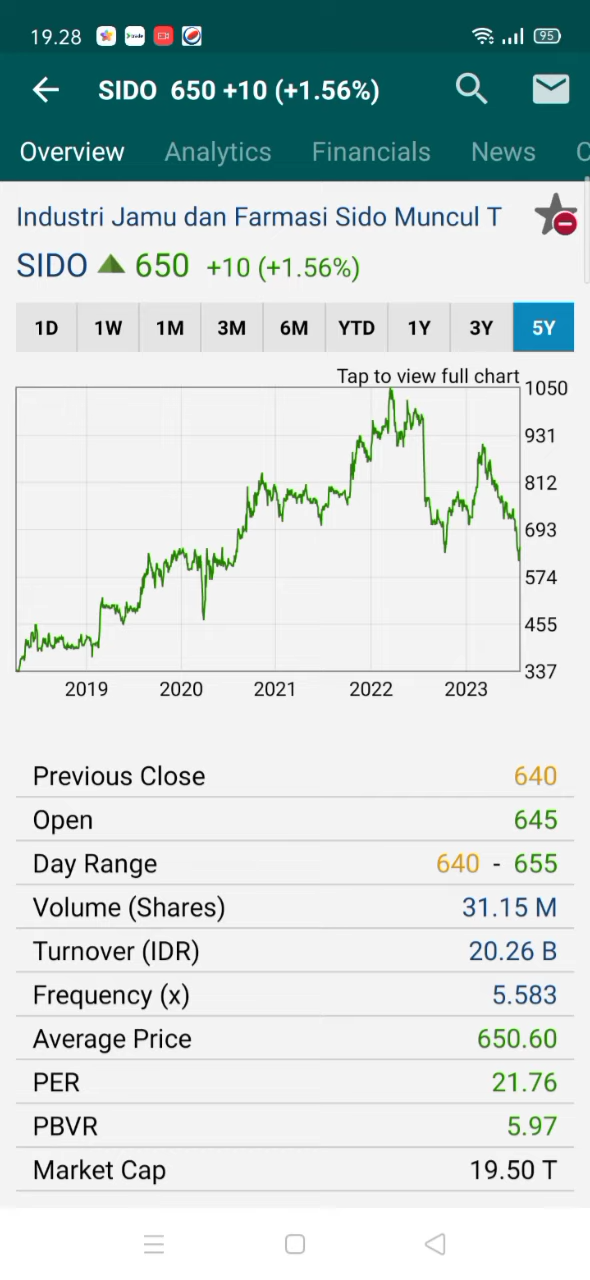 19.28
95
SIDO 650 +10 (+1.56%)
Overview Analytics Financials News C
Industri Jamu dan Farmasi Sido Muncul T
SIDO 650 +10 (+1.56%)
1D 1W 1M 3M 6M YTD 1Y 3Y 5Y
Tap to view full chart
1050
931
812
693
574
455
337
2019 2020 2021 2022 2023
Previous Close 640
Open 645
Day Range 640 - 655
Volume (Shares) 31.15 M
Turnover (IDR) 20.26 B
Frequency (x) 5.583
Average Price 650.60
PER 21.76
PBVR 5.97
Market Cap 19.50 T